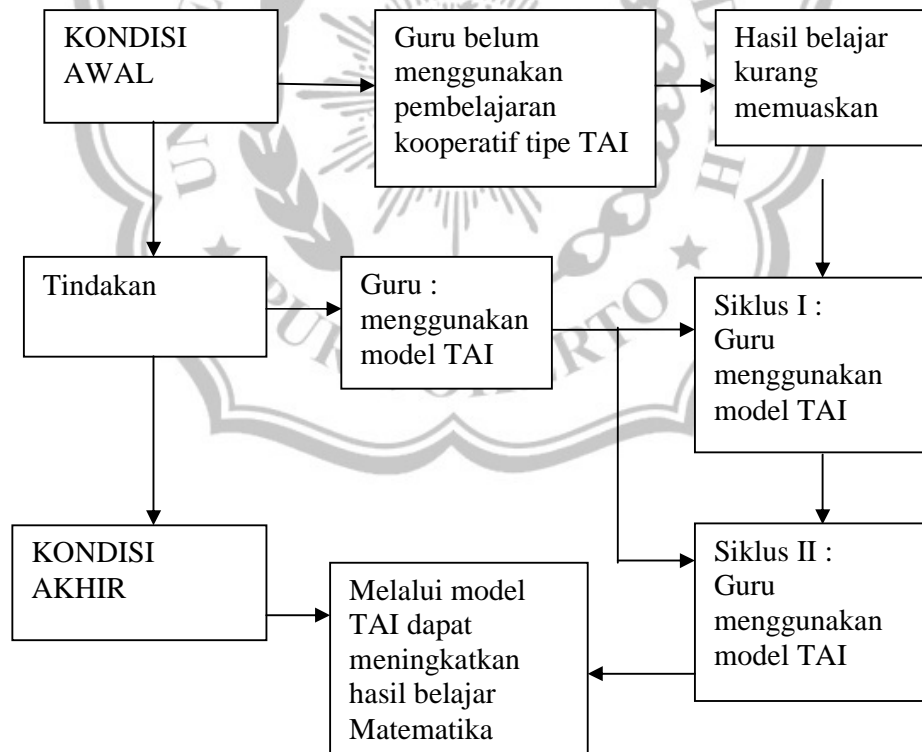 KONDISI
AWAL
Guru belum
menggunakan
pembelajaran
kooperatif tipe TAI
Hasil belajar
kurang
memuaskan
Tindakan
Guru :
menggunakan
model TAI
Siklus I :
Guru
menggunakan
model TAI
KONDISI
AKHIR
Melalui model
TAI dapat
meningkatkan
hasil belajar
Matematika
Siklus II :
Guru
menggunakan
model TAI